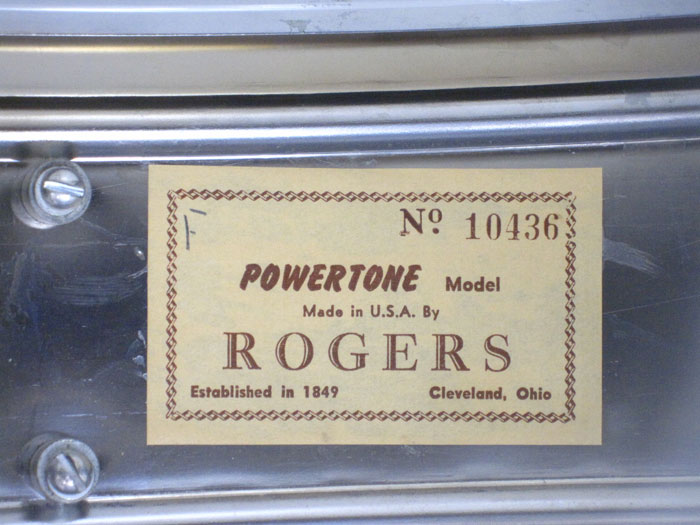 F
Nº 10436
POWERTONE Model
Made in U.S.A. By
ROGERS
Established in 1849 Cleveland, Ohio